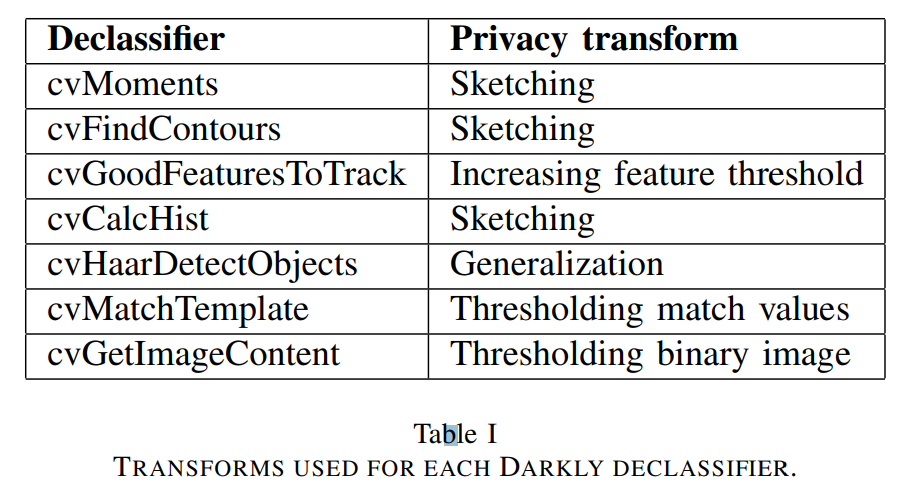 Declassifier Privacy transform
cvMoments Sketching
cvFindContours Sketching
cvGoodFeaturesToTrack Increasing feature threshold
cvCalcHist Sketching
cvHaarDetectObjects Generalization
cvMatchTemplate Thresholding match values
cvGetImageContent Thresholding binary image
Table I
TRANSFORMS USED FOR EACH DARKLY DECLASSIFIER.